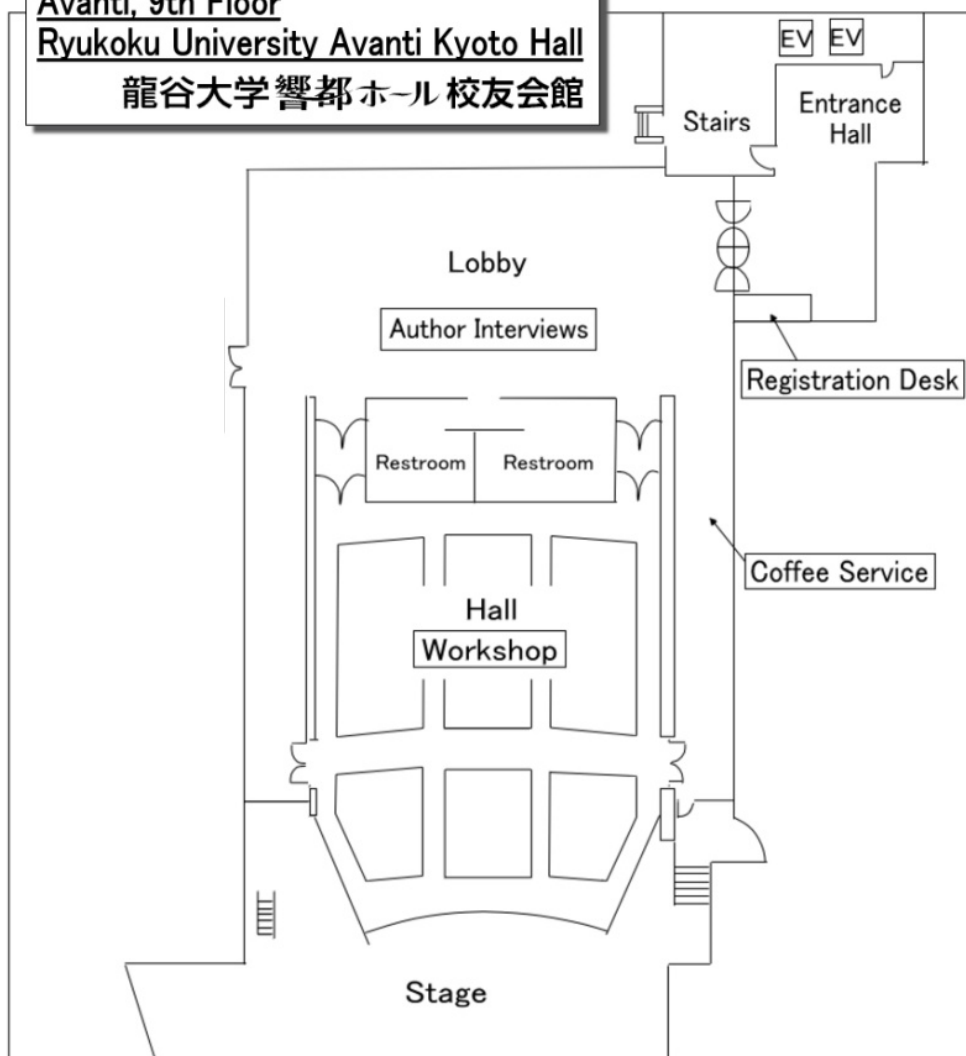 Avanti, 9th Floor
Ryukoku University Avanti Kyoto Hall
龍谷大学 響都ホール 校友会館
EV EV
Stairs
Entrance
Hall
Lobby
Author Interviews
Registration Desk
Restroom Restroom
Coffee Service
Hall
Workshop
Stage